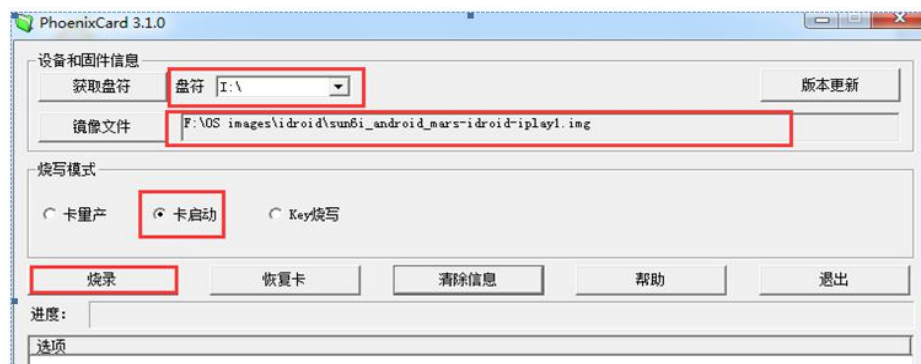 PhoenixCard 3.1.0
设备和固件信息
获取盘符 盘符 I:\ 版本更新
镜像文件 F:\OS images\idroid\sun6i_android_mars-idroid-iplay1.img
烧写模式
卡量产 卡启动 Key烧写
烧录 恢复卡 清除信息 帮助 退出
进度:
选项